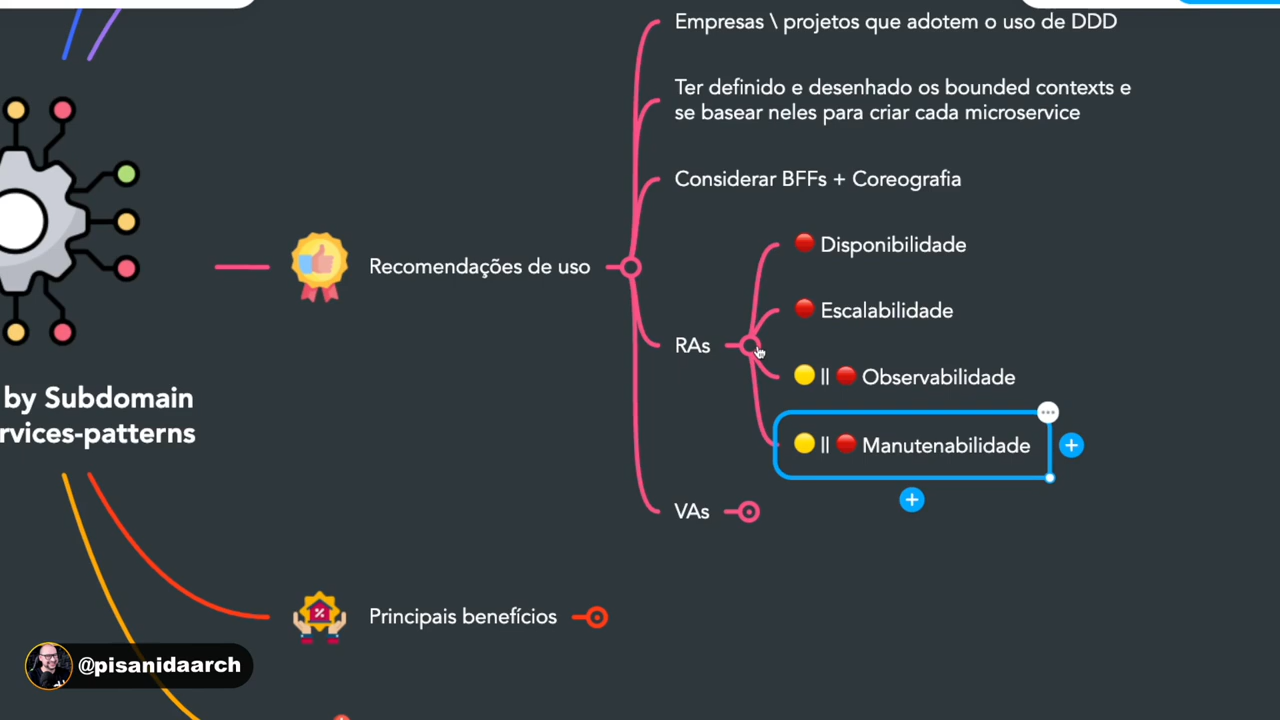 Empresas \ projetos que adotem o uso de DDD
Ter definido e desenhado os bounded contexts e
se basear neles para criar cada microservice
Considerar BFFs + Coreografia
Disponibilidade
Recomendações de uso
Escalabilidade
RAs
|| Observabilidade
by Subdomain
rvices-patterns
|| Manutenabilidade
VAs
Principais benefícios
@pisanidaarch